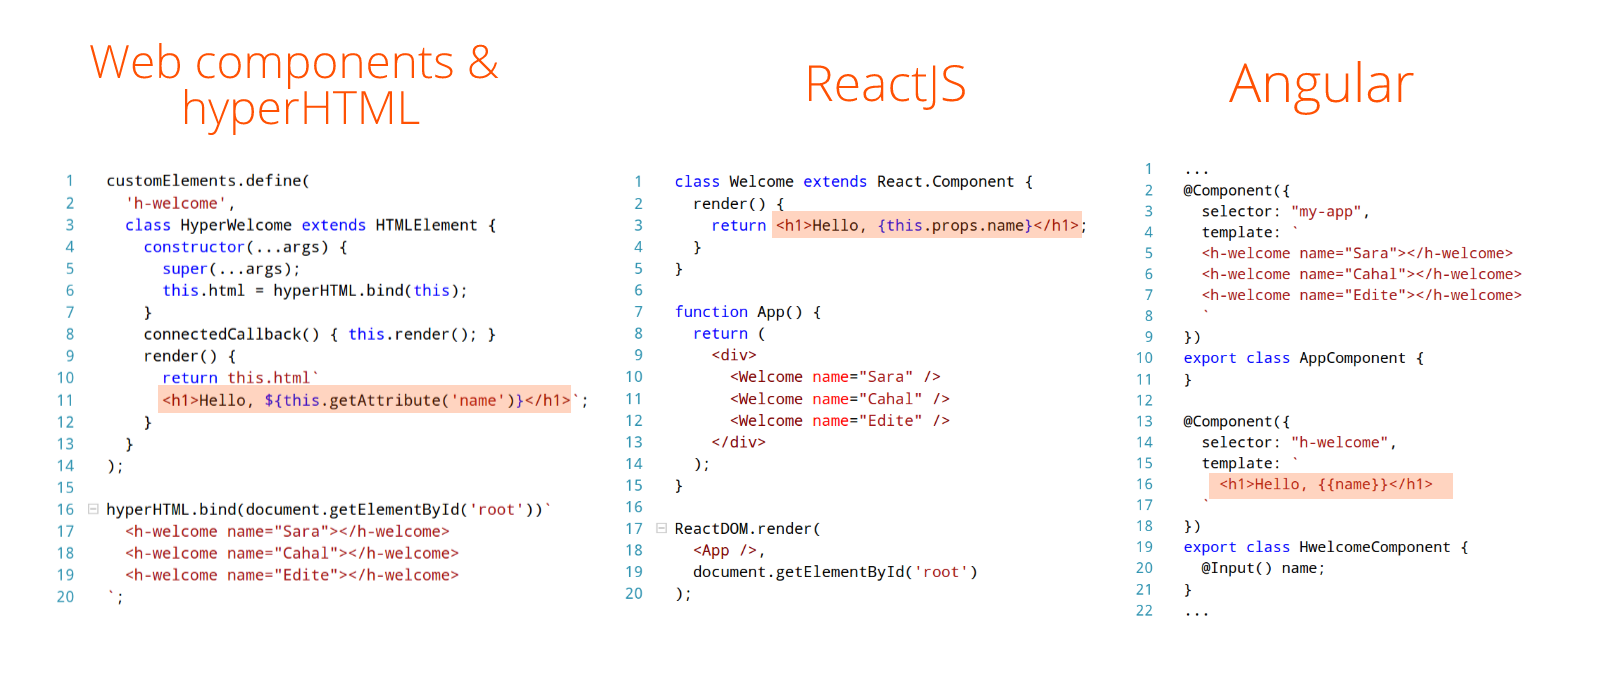 Web components &
hyperHTML
1 customElements.define(
2   'h-welcome',
3   class HyperWelcome extends HTMLElement {
4     constructor(...args) {
5       super(...args);
6       this.html = hyperHTML.bind(this);
7     }
8     connectedCallback() { this.render(); }
9     render() {
10       return this.html`
11       <h1>Hello, ${this.getAttribute('name')}</h1>`;
12     }
13   }
14 );
15
16 hyperHTML.bind(document.getElementById('root'))`
17   <h-welcome name="Sara"></h-welcome>
18   <h-welcome name="Cahal"></h-welcome>
19   <h-welcome name="Edite"></h-welcome>
20 `;
ReactJS
1 class Welcome extends React.Component {
2   render() {
3     return <h1>Hello, {this.props.name}</h1>;
4   }
5 }
6
7 function App() {
8   return (
9     <div>
10       <Welcome name="Sara" />
11       <Welcome name="Cahal" />
12       <Welcome name="Edite" />
13     </div>
14   );
15 }
16
17 ReactDOM.render(
18   <App />,
19   document.getElementById('root')
20 );
Angular
1 ...
2 @Component({
3   selector: "my-app",
4   template: `
5   <h-welcome name="Sara"></h-welcome>
6   <h-welcome name="Cahal"></h-welcome>
7   <h-welcome name="Edite"></h-welcome>
8   `
9 })
10 export class AppComponent {
11 }
12
13 @Component({
14   selector: "h-welcome",
15   template: `
16     <h1>Hello, {{name}}</h1>
17   `
18 })
19 export class HwelcomeComponent {
20   @Input() name;
21 }
22 ...